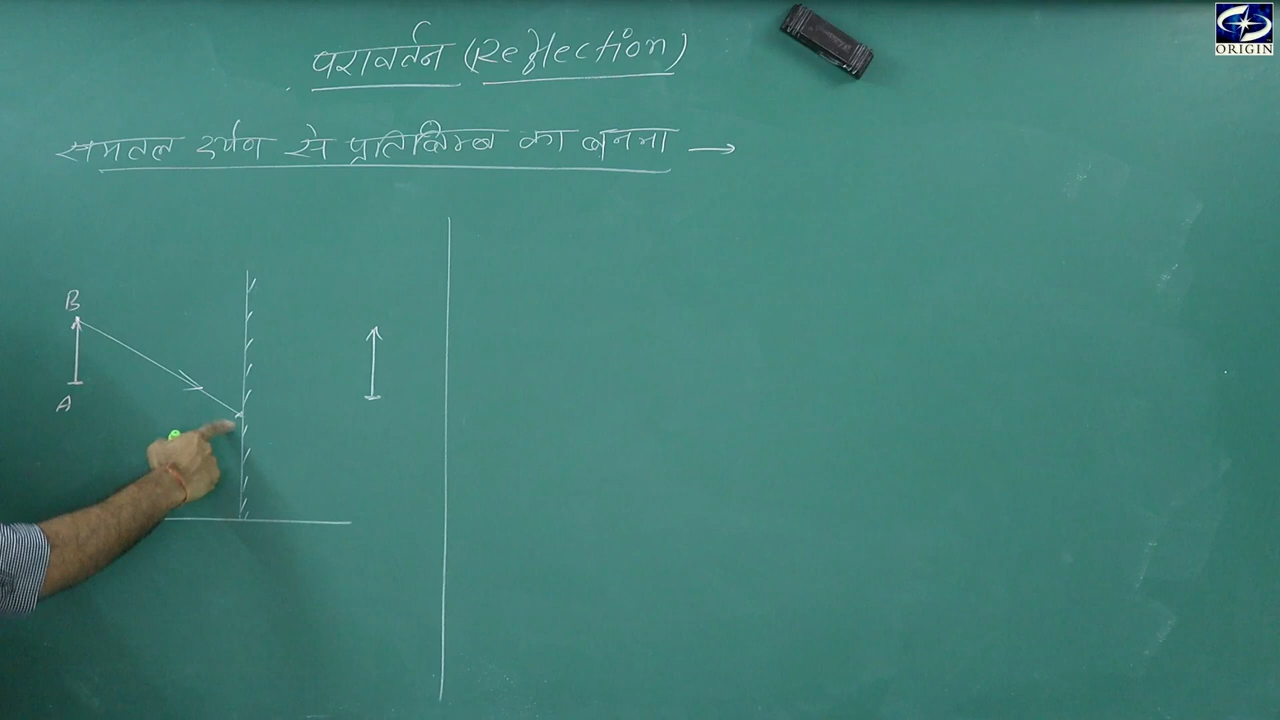 परावर्तन (Reflection)
समतल दर्पण से प्रतिबिम्ब का बनना →
B
A
ORIGIN